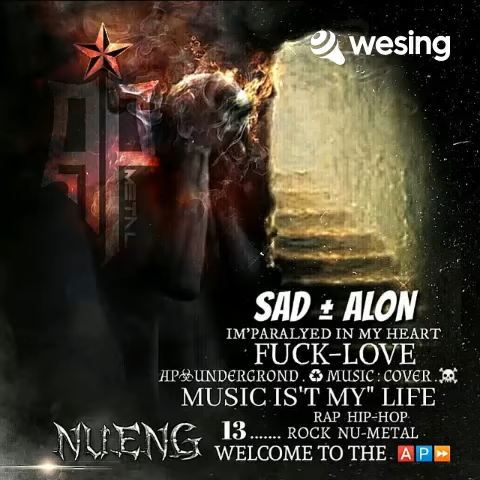 wesing
METAL
SAD ± ALON
IM'PARALYED IN MY HEART
FUCK-LOVE
AP☣UNDERGROND . ♻ MUSIC : COVER . ☠
MUSIC IS'T MY" LIFE
RAP HIP-HOP
13 ....... ROCK NU-METAL
NUENG
WELCOME TO THE 🅰🅿⏩